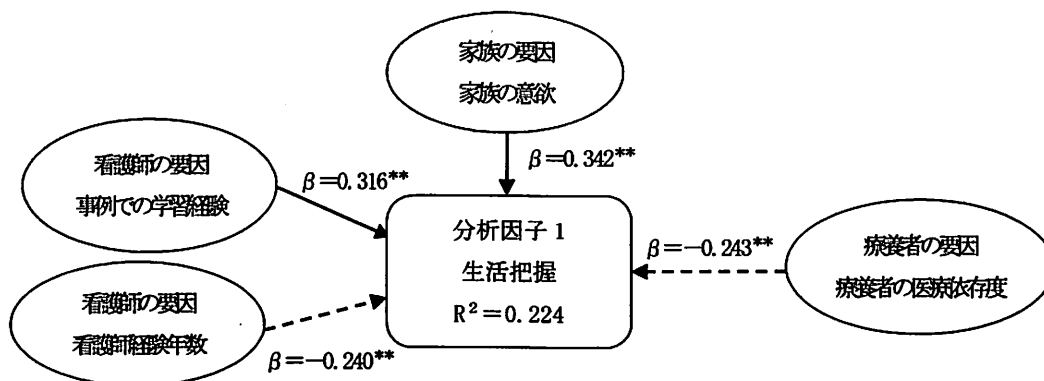 家族の要因
家族の意欲
β=0.342**
看護師の要因
事例での学習経験
β=0.316**
分析因子1
生活把握
R²=0.224
β=-0.243**
療養者の要因
療養者の医療依存度
看護師の要因
看護師経験年数
β=-0.240**